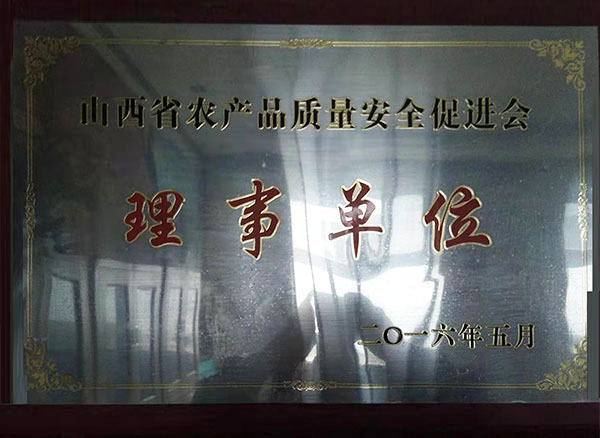 山西省农产品质量安全促进会
理事单位
二〇一六年五月